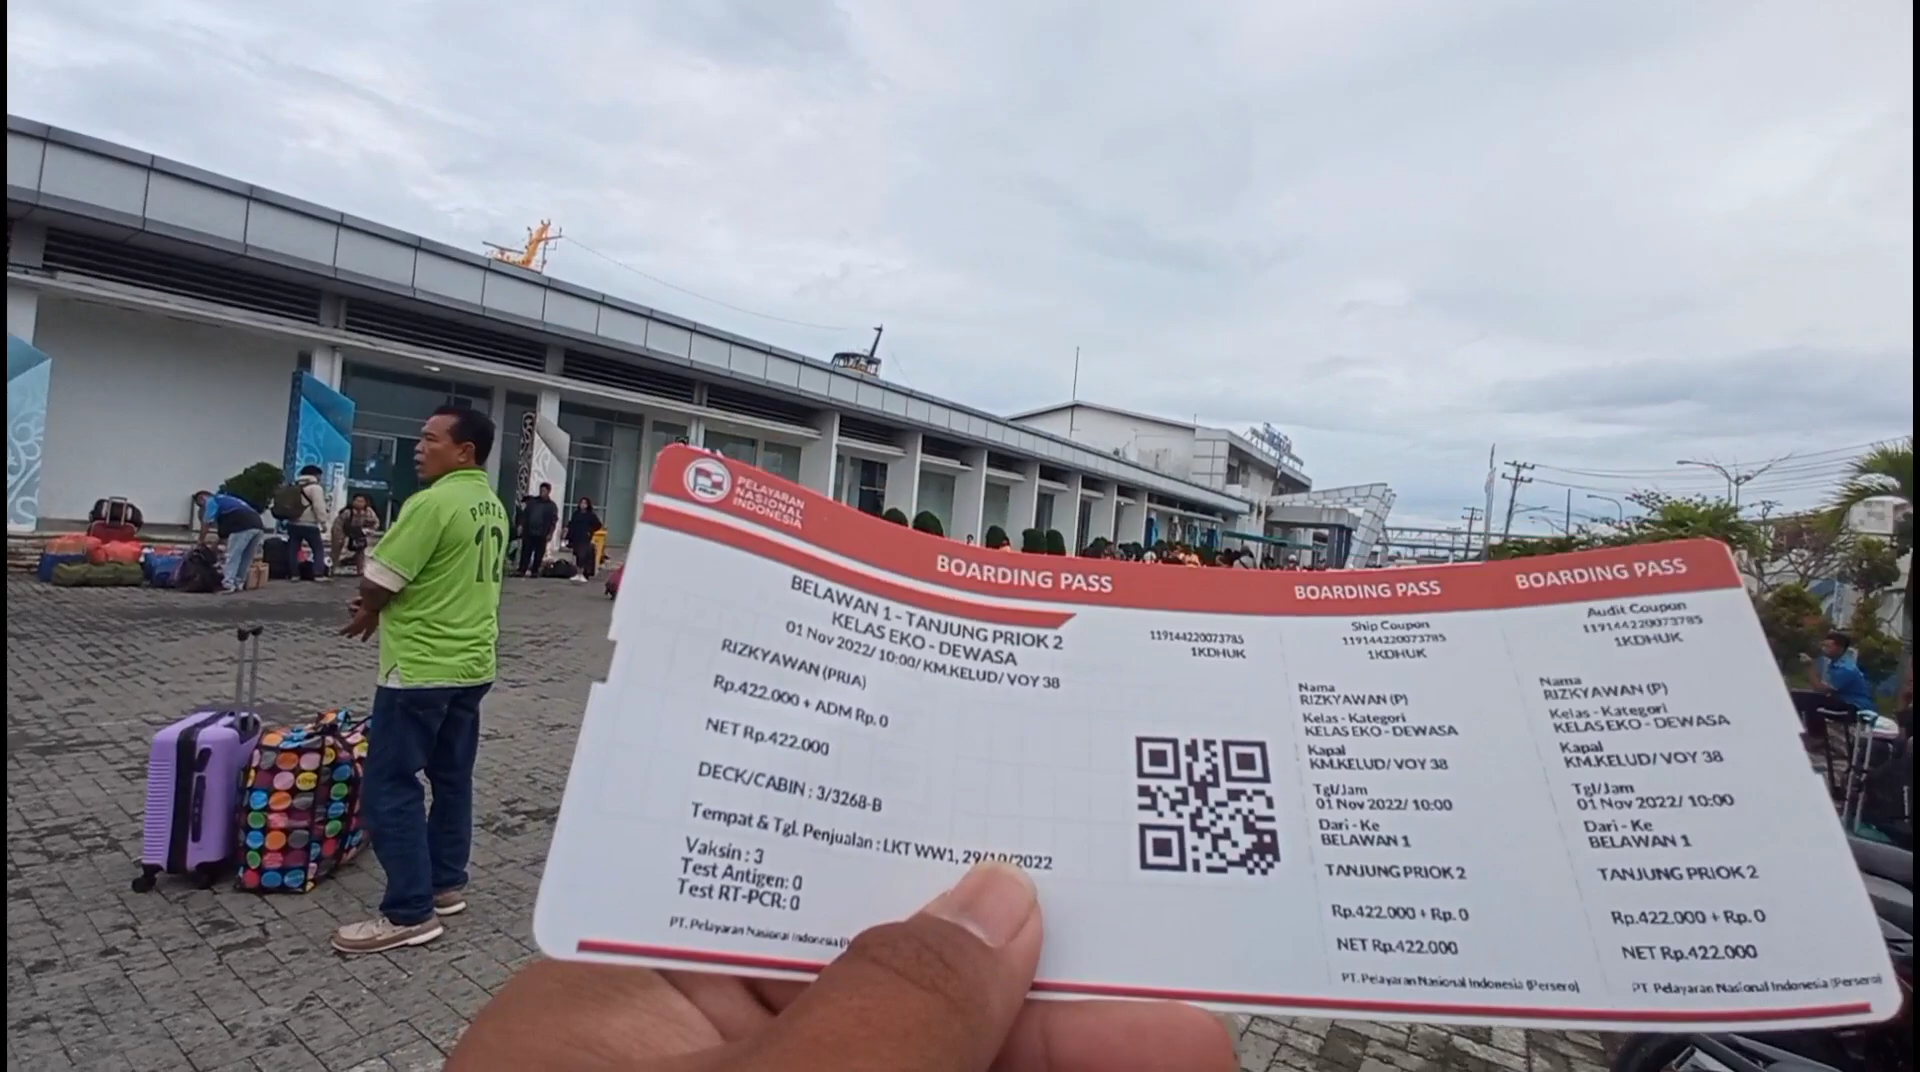 PORTER
12
PELAYARAN
NASIONAL
INDONESIA
BOARDING PASS
BELAWAN 1 - TANJUNG PRIOK 2
KELAS EKO - DEWASA
01 Nov 2022/ 10:00/ KM.KELUD/ VOY 38
RIZKYAWAN (PRIA)
Rp.422.000 + ADM Rp. 0
NET Rp.422.000
DECK/CABIN : 3/3268-B
Tempat & Tgl. Penjualan : LKT WW1, 29/10/2022
Vaksin : 3
Test Antigen: 0
Test RT-PCR: 0
PT. Pelayaran Nasional Indonesia (P
119144220073785
1KDHUK
BOARDING PASS
Ship Coupon
119144220073785
1KDHUK
Nama
RIZKYAWAN (P)
Kelas - Kategori
KELAS EKO - DEWASA
Kapal
KM.KELUD/ VOY 38
Tgl/Jam
01 Nov 2022/ 10:00
Dari - Ke
BELAWAN 1
TANJUNG PRIOK 2
Rp.422.000 + Rp. 0
NET Rp.422.000
PT. Pelayaran Nasional Indonesia (Persero)
BOARDING PASS
Audit Coupon
119144220073785
1KDHUK
Nama
RIZKYAWAN (P)
Kelas - Kategori
KELAS EKO - DEWASA
Kapal
KM.KELUD/ VOY 38
Tgl/Jam
01 Nov 2022/ 10:00
Dari - Ke
BELAWAN 1
TANJUNG PRIOK 2
Rp.422.000 + Rp. 0
NET Rp.422.000
PT. Pelayaran Nasional Indonesia (Persero)